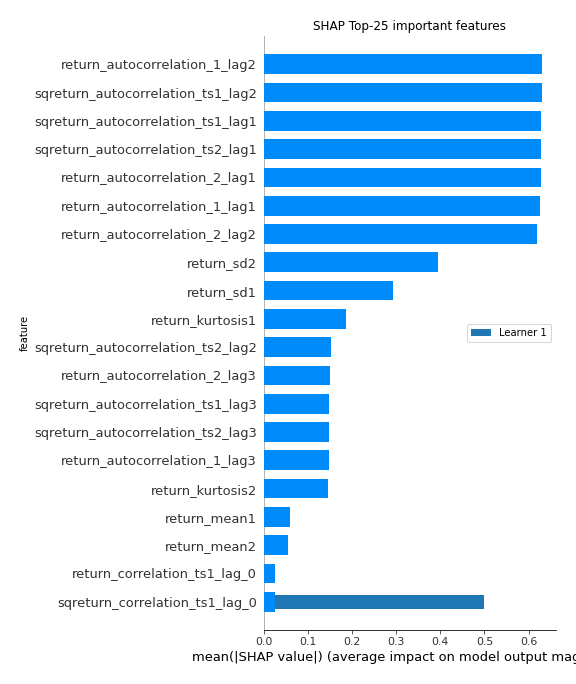 SHAP Top-25 important features
return_autocorrelation_1_lag2
sqreturn_autocorrelation_ts1_lag2
sqreturn_autocorrelation_ts1_lag1
sqreturn_autocorrelation_ts2_lag1
return_autocorrelation_2_lag1
return_autocorrelation_1_lag1
return_autocorrelation_2_lag2
return_sd2
return_sd1
return_kurtosis1
sqreturn_autocorrelation_ts2_lag2
return_autocorrelation_2_lag3
sqreturn_autocorrelation_ts1_lag3
sqreturn_autocorrelation_ts2_lag3
return_autocorrelation_1_lag3
return_kurtosis2
return_mean1
return_mean2
return_correlation_ts1_lag_0
sqreturn_correlation_ts1_lag_0
feature
Learner 1
0.0 0.1 0.2 0.3 0.4 0.5 0.6
mean(|SHAP value|) (average impact on model output mag